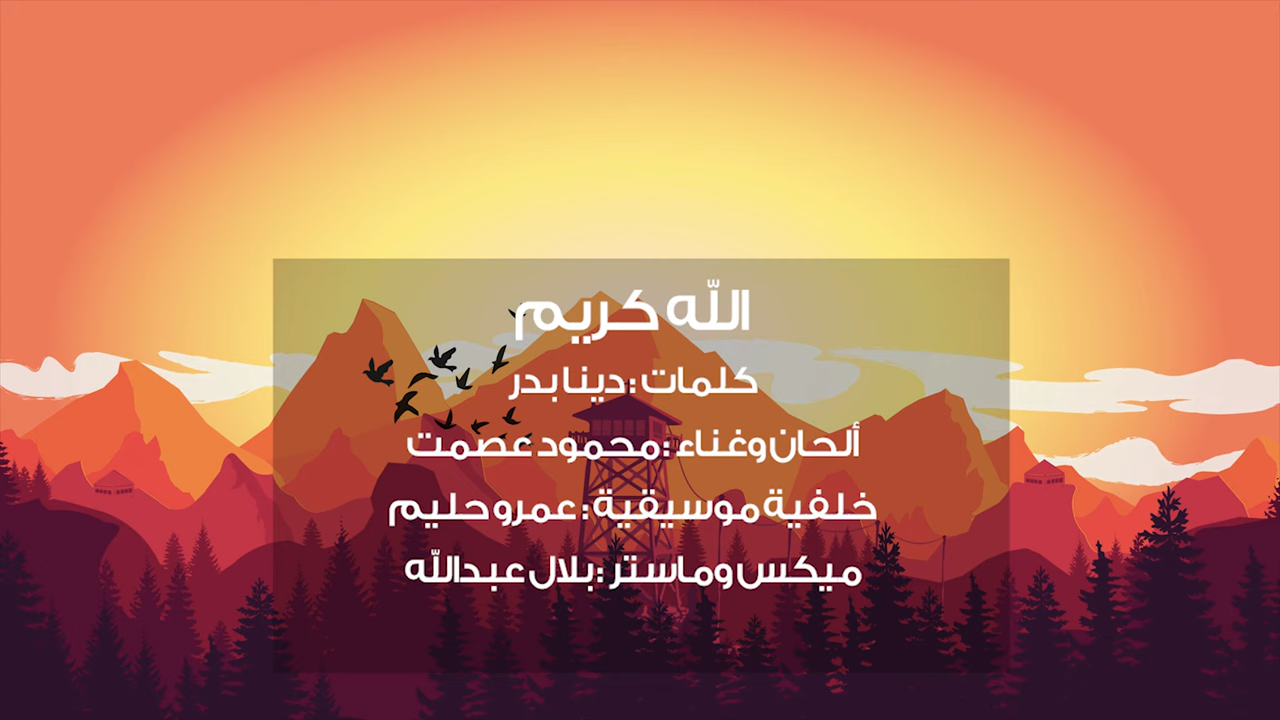 الله كريم
كلمات : دينا بدر
ألحان وغناء : محمود عصمت
خلفية موسيقية : عمرو حليم
ميكس وماستر : بلال عبدالله